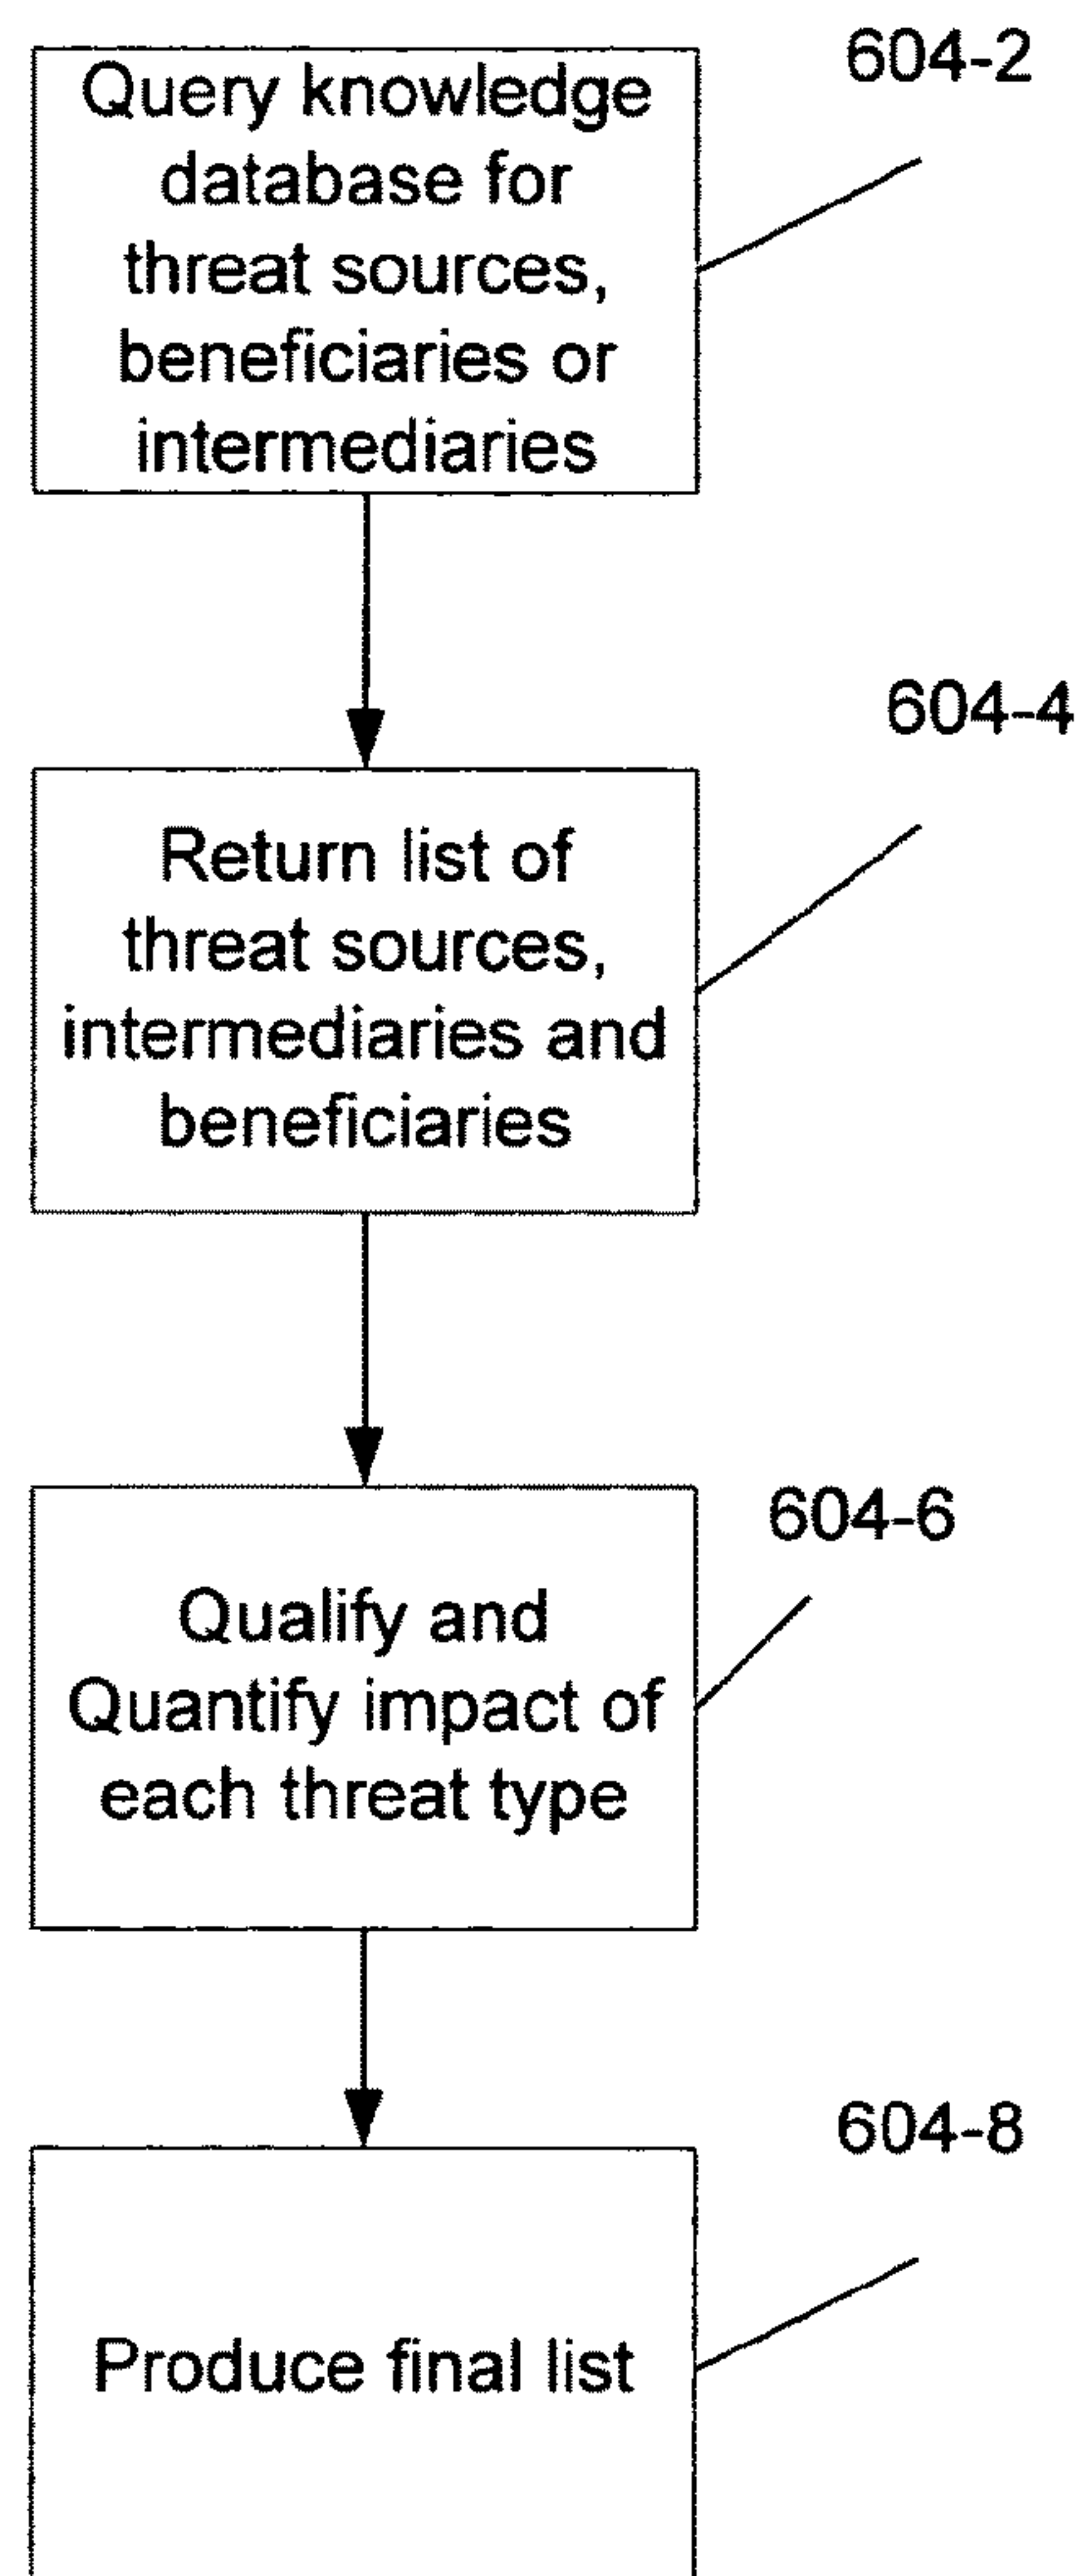 604-2
Query knowledge
database for
threat sources,
beneficiaries or
intermediaries
604-4
Return list of
threat sources,
intermediaries and
beneficiaries
604-6
Qualify and
Quantify impact of
each threat type
604-8
Produce final list